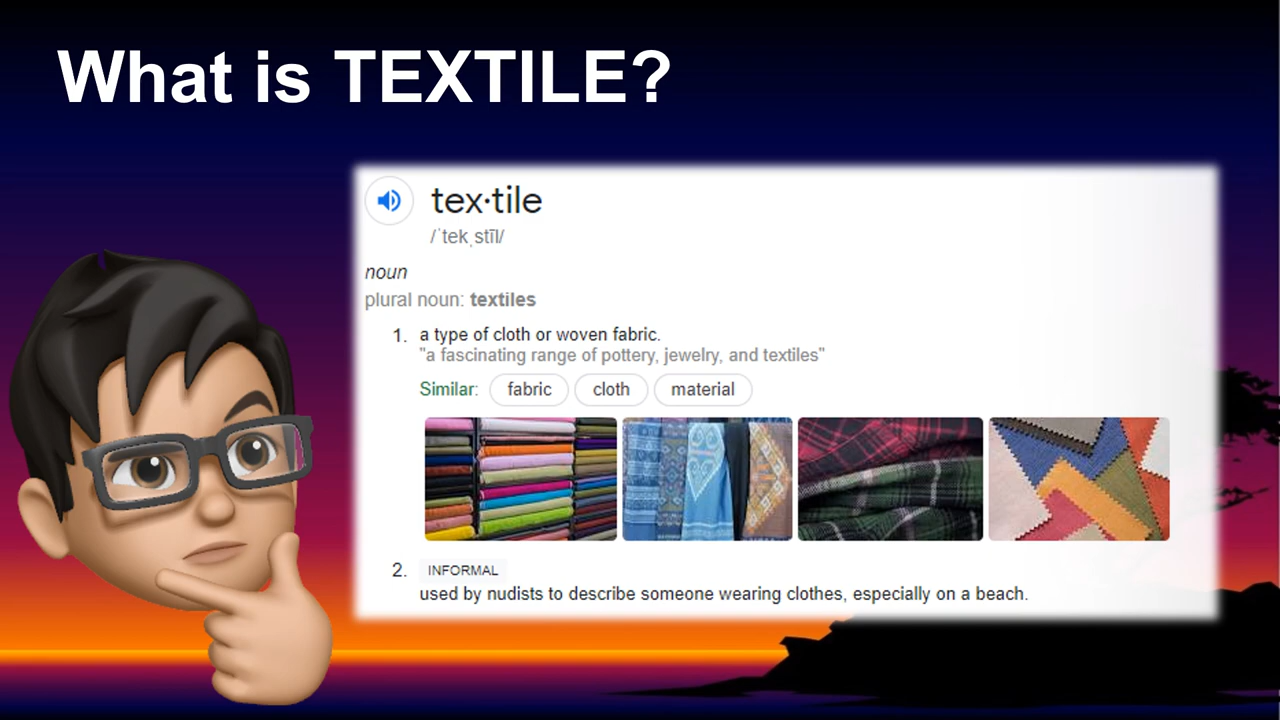 What is TEXTILE?
tex·tile
/ˈtekˌstīl/
noun
plural noun: textiles
1. a type of cloth or woven fabric.
"a fascinating range of pottery, jewelry, and textiles"
Similar: fabric cloth material
2. INFORMAL
used by nudists to describe someone wearing clothes, especially on a beach.